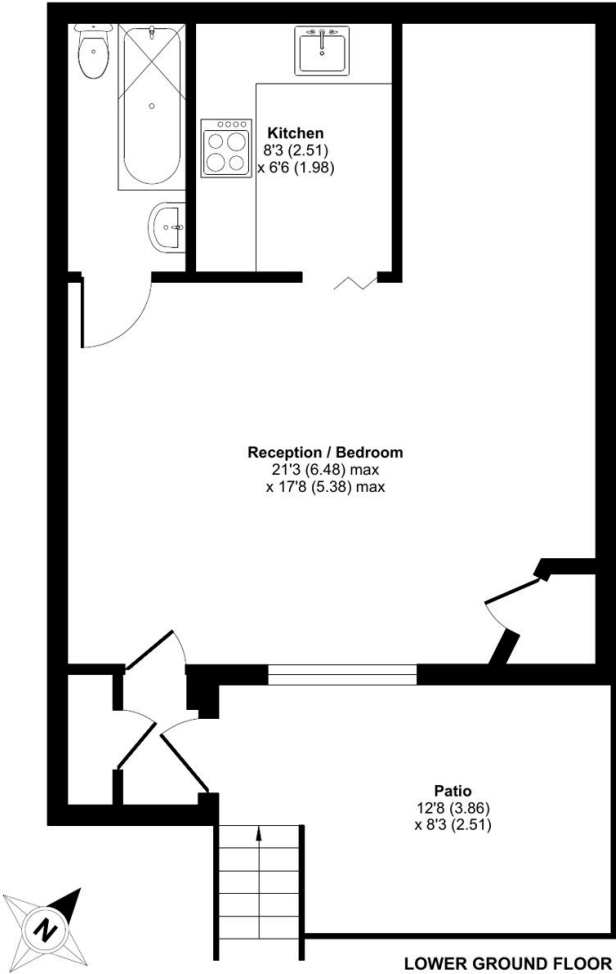 Kitchen
8'3 (2.51)
x 6'6 (1.98)
Reception / Bedroom
21'3 (6.48) max
x 17'8 (5.38) max
Patio
12'8 (3.86)
x 8'3 (2.51)
N
LOWER GROUND FLOOR